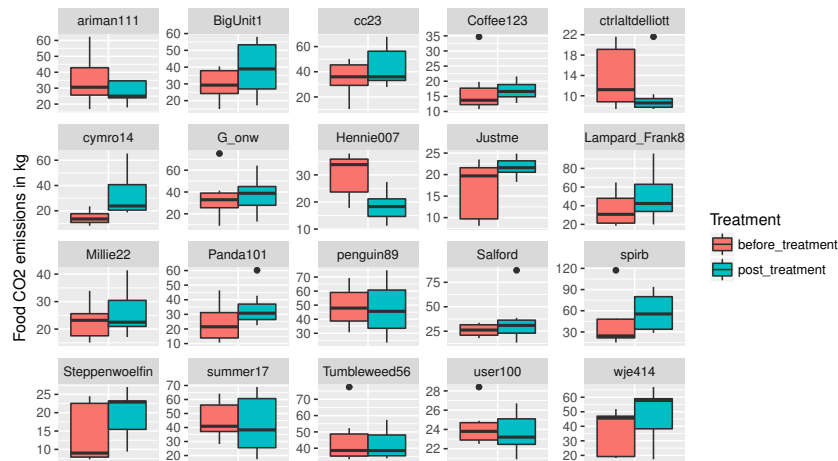 ariman111 BigUnit1 cc23 Coffee123 ctrlaltdelliott
60 50 40 30 20
50 40 30 20
60 40 20
35 30 25 20 15 10
22 18 14 10
cymro14 G_onw Hennie007 Justme Lampard_Frank8
60 40 20
60 40 20
30 20
25 20 15 10
80 60 40 20
Millie22 Panda101 penguin89 Salford spirb
40 30 20
60 50 40 30 20 10
70 60 50 40 30
75 50 25
120 90 60 30
Steppenwoelfin summer17 Tumbleweed56 user100 wje414
25 20 15 10
70 60 50 40 30 20
70 60 50 40
28 26 24 22
60 50 40 30 20
Food CO2 emissions in kg
Treatment
before_treatment
post_treatment